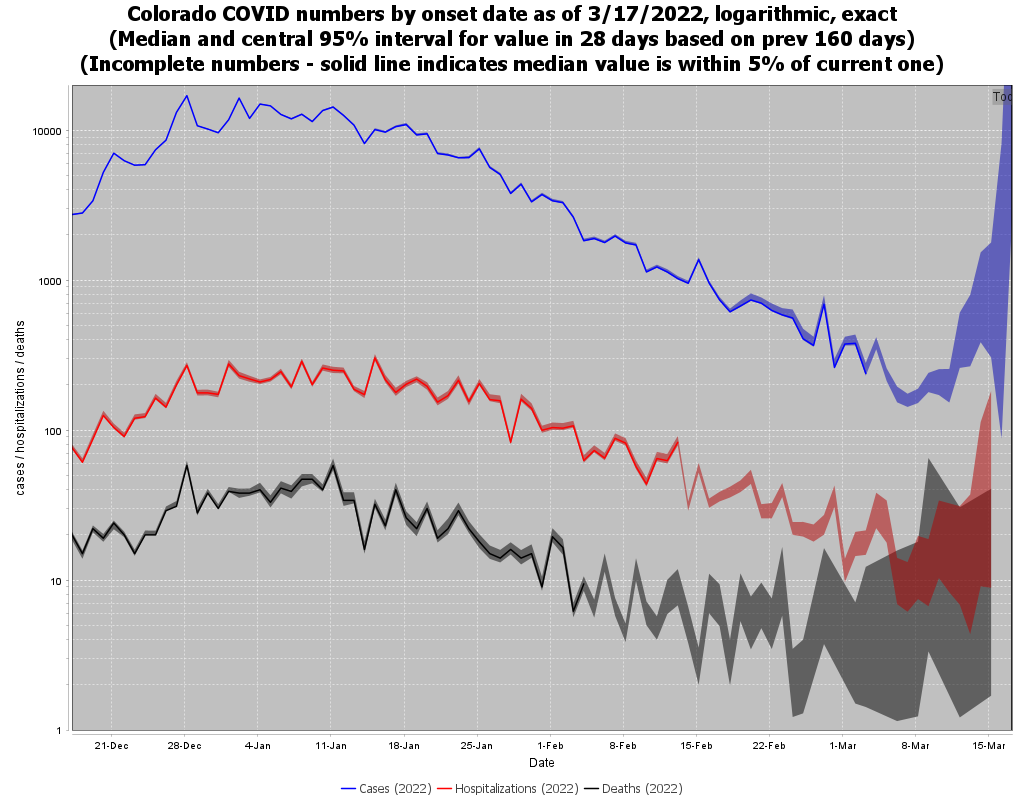 Colorado COVID numbers by onset date as of 3/17/2022, logarithmic, exact
(Median and central 95% interval for value in 28 days based on prev 160 days)
(Incomplete numbers - solid line indicates median value is within 5% of current one)
Too
10000
1000
100
10
1
cases / hospitalizations / deaths
21-Dec 28-Dec 4-Jan 11-Jan 18-Jan 25-Jan 1-Feb 8-Feb 15-Feb 22-Feb 1-Mar 8-Mar 15-Mar
Date
Cases (2022) Hospitalizations (2022) Deaths (2022)